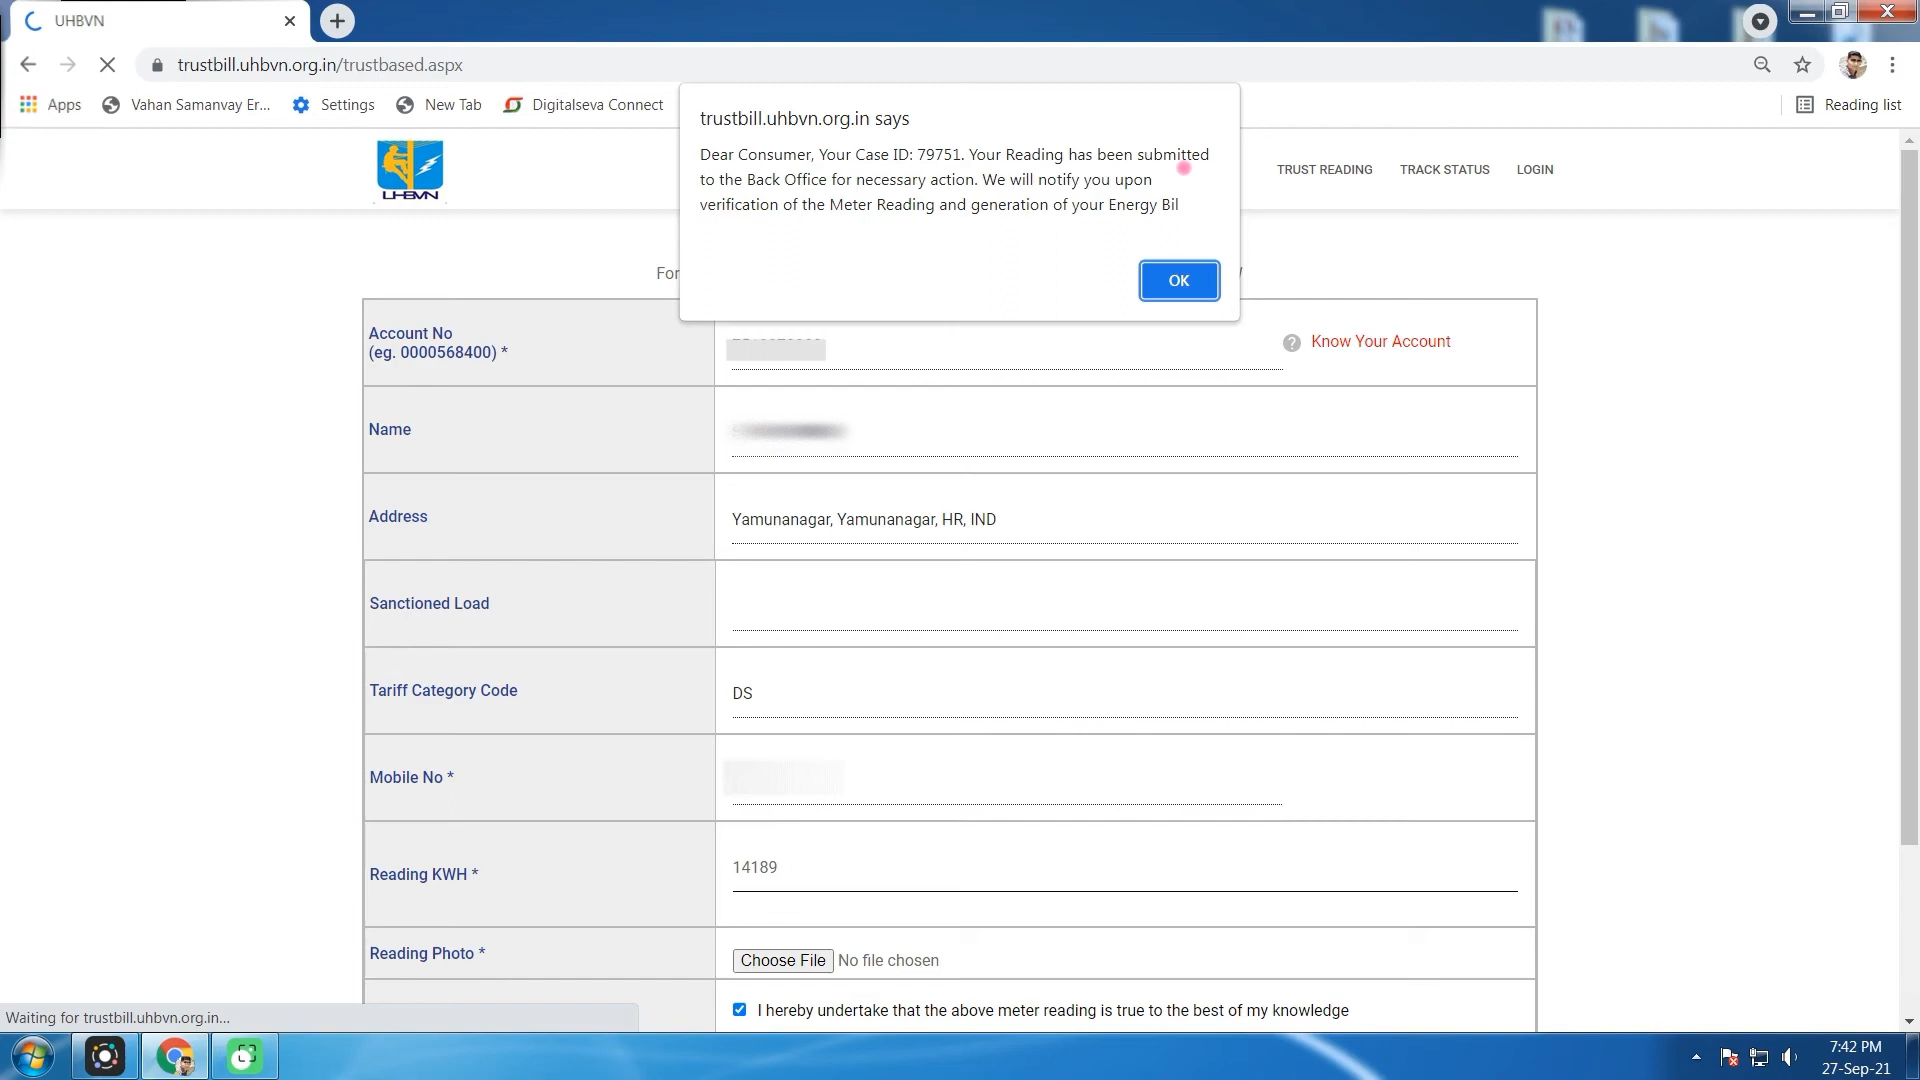 UHBVN
trustbill.uhbvn.org.in/trustbased.aspx
Apps
Vahan Samanvay Er...
Settings
New Tab
Digitalseva Connect
Reading list
trustbill.uhbvn.org.in says
Dear Consumer, Your Case ID: 79751. Your Reading has been submitted
to the Back Office for necessary action. We will notify you upon
verification of the Meter Reading and generation of your Energy Bil
OK
UHBVN
TRUST READING
TRACK STATUS
LOGIN
For
Account No
(eg. 0000568400) *
Know Your Account
Name
Address
Yamunanagar, Yamunanagar, HR, IND
Sanctioned Load
Tariff Category Code
DS
Mobile No *
Reading KWH *
14189
Reading Photo *
Choose File No file chosen
I hereby undertake that the above meter reading is true to the best of my knowledge
Waiting for trustbill.uhbvn.org.in...
7:42 PM
27-Sep-21